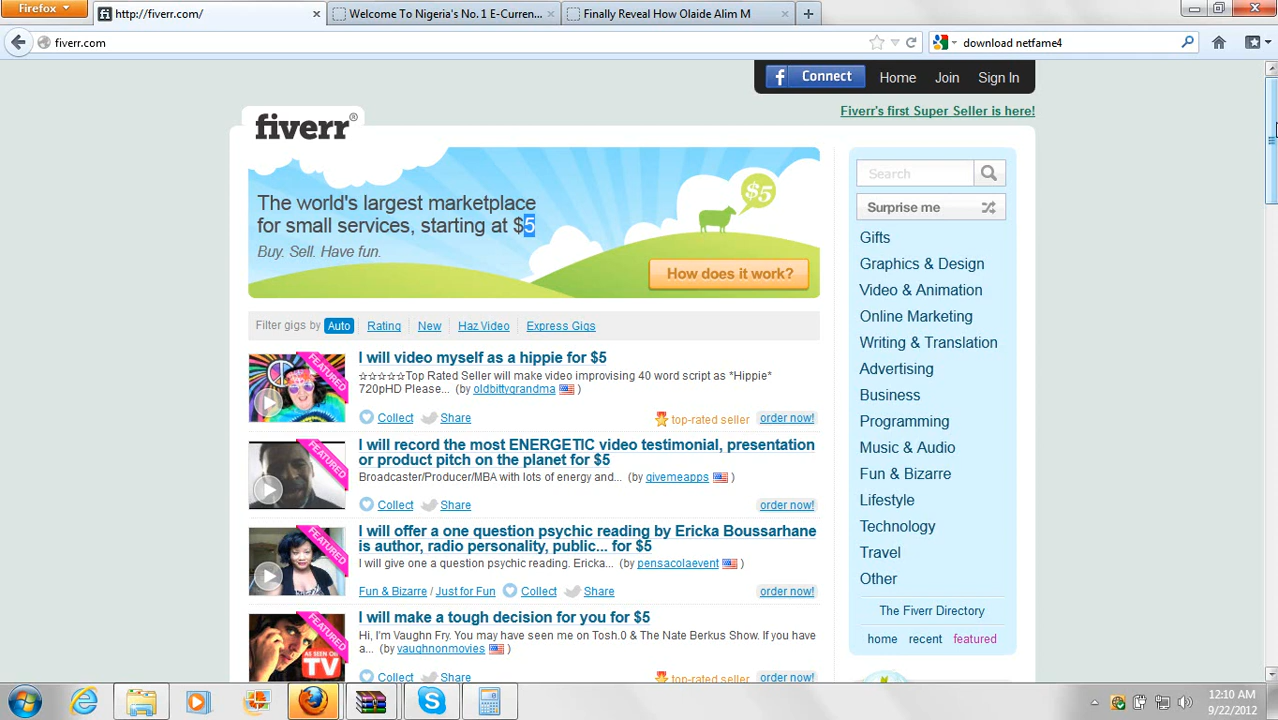 Firefox
http://fiverr.com/
Welcome To Nigeria's No. 1 E-Curren...
Finally Reveal How Olaide Alim M
fiverr.com
download netfame4
Connect
Home
Join
Sign In
Fiverr's first Super Seller is here!
fiverr®
The world's largest marketplace
for small services, starting at $5
Buy. Sell. Have fun.
$5
How does it work?
Search
Surprise me
Gifts
Graphics & Design
Video & Animation
Online Marketing
Writing & Translation
Advertising
Business
Programming
Music & Audio
Fun & Bizarre
Lifestyle
Technology
Travel
Other
The Fiverr Directory
home recent featured
Filter gigs by Auto Rating New Haz Video Express Gigs
FEATURED
I will video myself as a hippie for $5
☆☆☆☆☆Top Rated Seller will make video improvising 40 word script as *Hippie*
720pHD Please... (by oldbittygrandma )
Collect Share top-rated seller order now!
FEATURED
I will record the most ENERGETIC video testimonial, presentation
or product pitch on the planet for $5
Broadcaster/Producer/MBA with lots of energy and... (by givemeapps )
Collect Share order now!
FEATURED
I will offer a one question psychic reading by Ericka Boussarhane
is author, radio personality, public... for $5
I will give one a question psychic reading. Ericka... (by pensacolaevent )
Fun & Bizarre / Just for Fun Collect Share order now!
FEATURED
AS SEEN ON
TV
I will make a tough decision for you for $5
Hi, I'm Vaughn Fry. You may have seen me on Tosh.0 & The Nate Berkus Show. If you have
a... (by vaughnonmovies )
Collect Share top-rated seller order now!
12:10 AM
9/22/2012